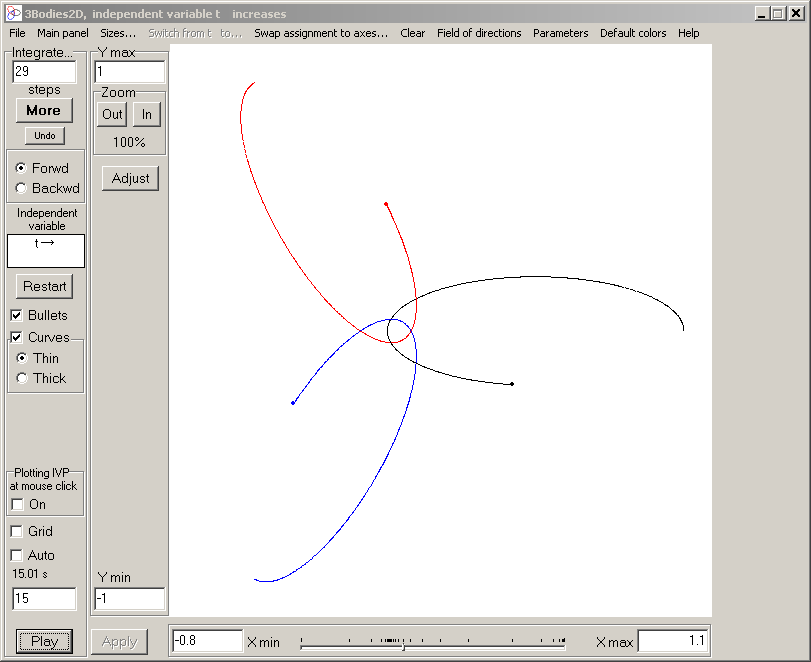 3Bodies2D, independent variable t increases
File Main panel Sizes... Switch from t to... Swap assignment to axes... Clear Field of directions Parameters Default colors Help
Integrate...
29
steps
More
Undo
Forwd
Backwd
Independent
variable
t→
Restart
Bullets
Curves
Thin
Thick
Plotting IVP
at mouse click
On
Grid
Auto
15.01 s
15
Play
Y max
1
Zoom
Out In
100%
Adjust
Y min
-1
Apply
-0.8 X min X max 1.1